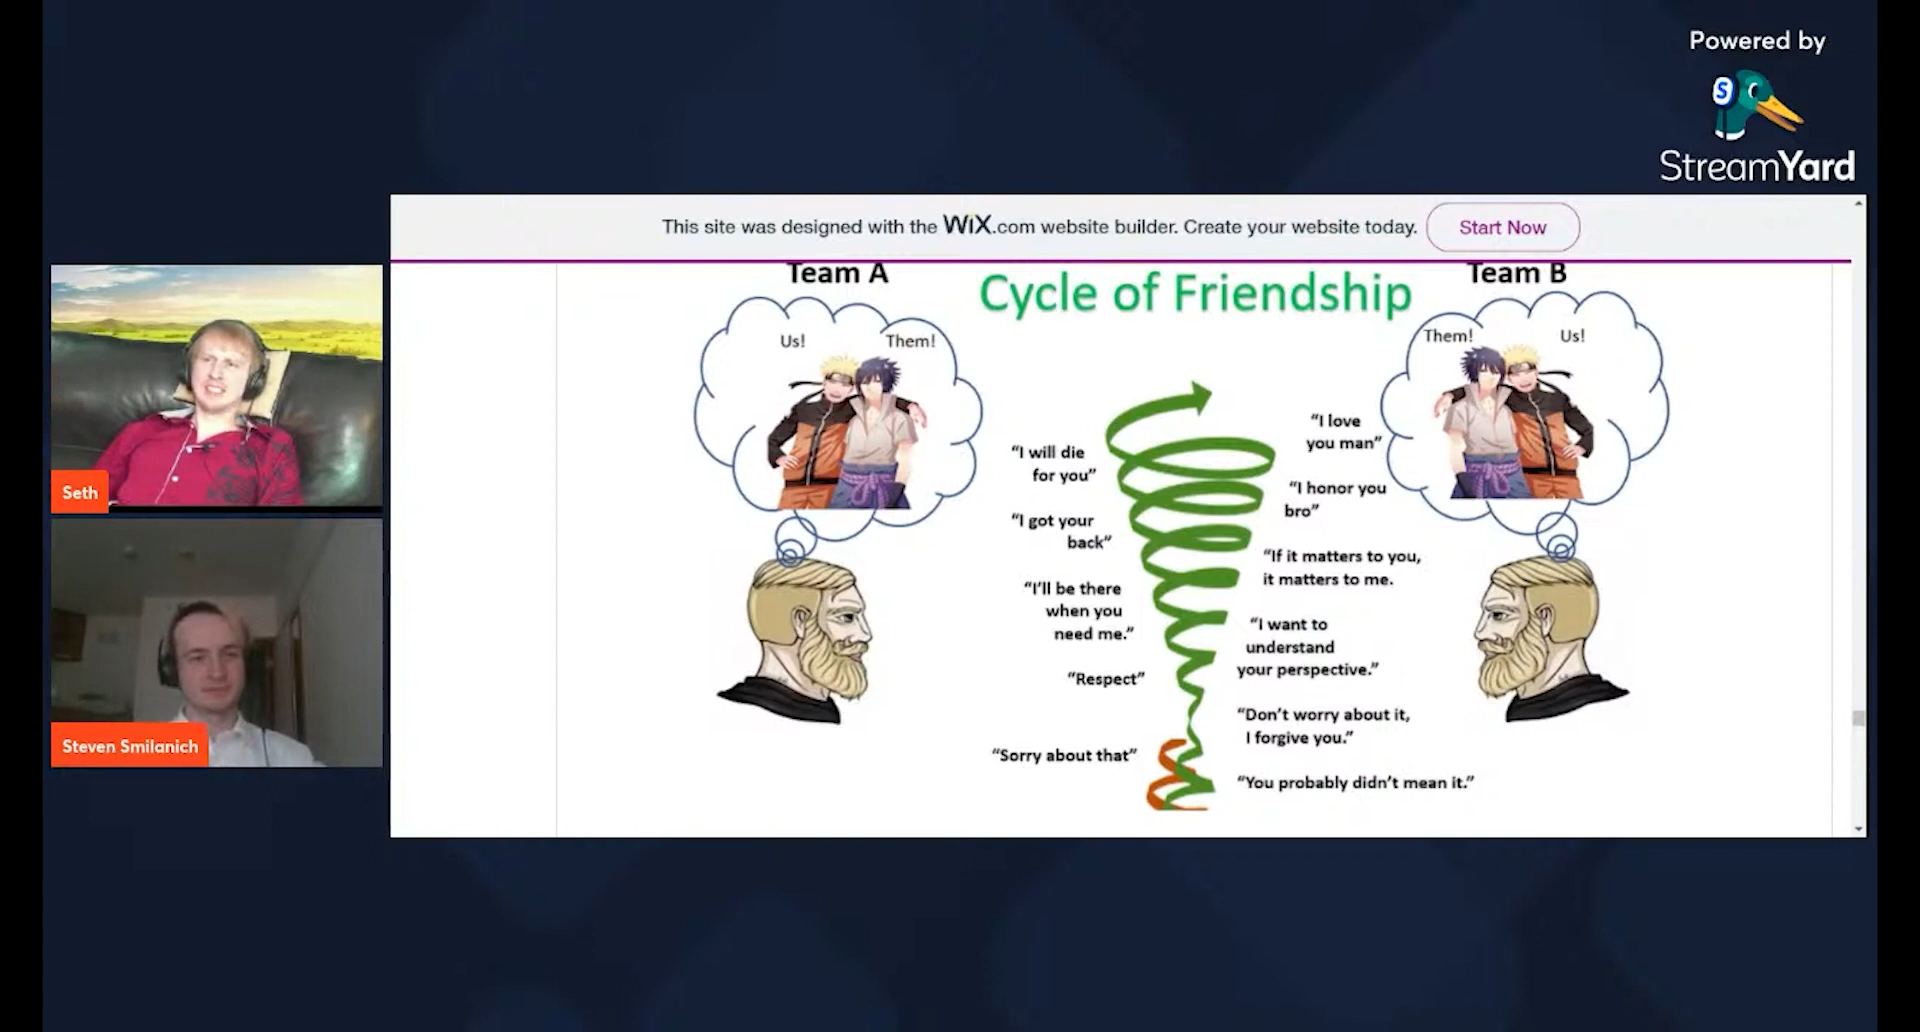 Powered by
S
StreamYard
This site was designed with the WiX.com website builder. Create your website today.
Start Now
Team A
Cycle of Friendship
Team B
Us!
Them!
Them!
Us!
“I will die
for you”
“I got your
back”
“I’ll be there
when you
need me.”
“Respect”
“Sorry about that”
“I love
you man”
“I honor you
bro”
“If it matters to you,
it matters to me.
“I want to
understand
your perspective.”
“Don’t worry about it,
I forgive you.”
“You probably didn’t mean it.”
Seth
Steven Smilanich